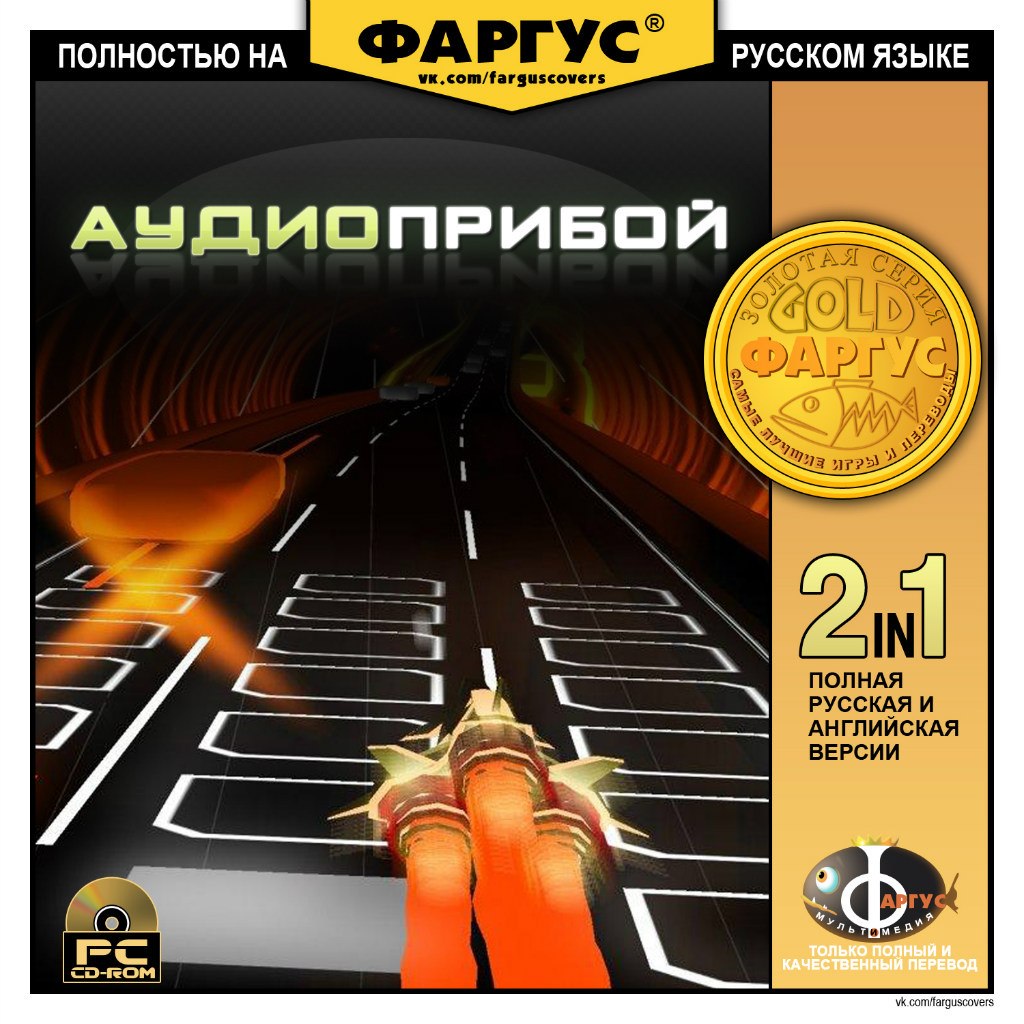 ПОЛНОСТЬЮ НА
ФАРГУС®
РУССКОМ ЯЗЫКЕ
vk.com/farguscovers
АУДИОПРИБОЙ
ЗОЛОТАЯ СЕРИЯ
GOLD
ФАРГУС
САМЫЕ ЛУЧШИЕ ИГРЫ И ПЕРЕВОДЫ
2IN1
ПОЛНАЯ
РУССКАЯ И
АНГЛИЙСКАЯ
ВЕРСИИ
ФАРГУС
МУЛЬТИМЕДИЯ
ТОЛЬКО ПОЛНЫЙ И
КАЧЕСТВЕННЫЙ ПЕРЕВОД
PC
CD-ROM
vk.com/farguscovers